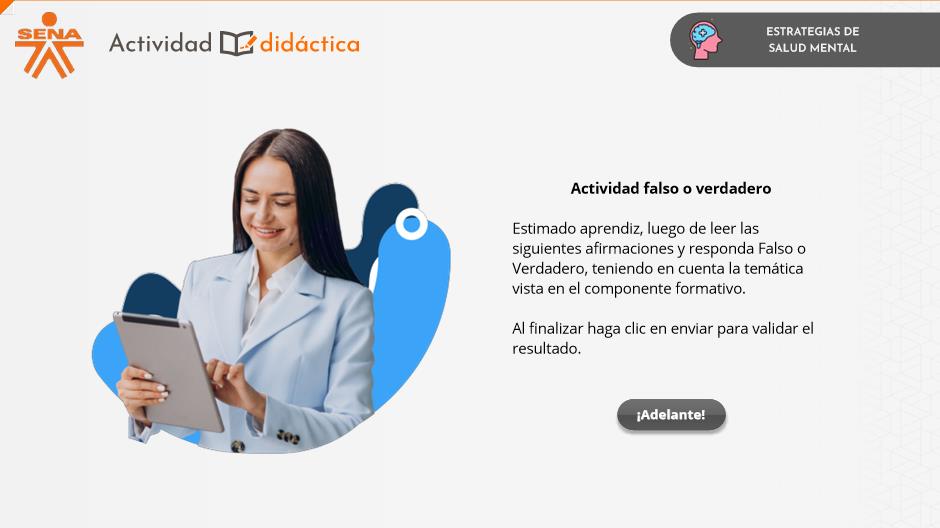 SENA
Actividad didáctica
ESTRATEGIAS DE
SALUD MENTAL
Actividad falso o verdadero
Estimado aprendiz, luego de leer las
siguientes afirmaciones y responda Falso o
Verdadero, teniendo en cuenta la temática
vista en el componente formativo.
Al finalizar haga clic en enviar para validar el
resultado.
¡Adelante!